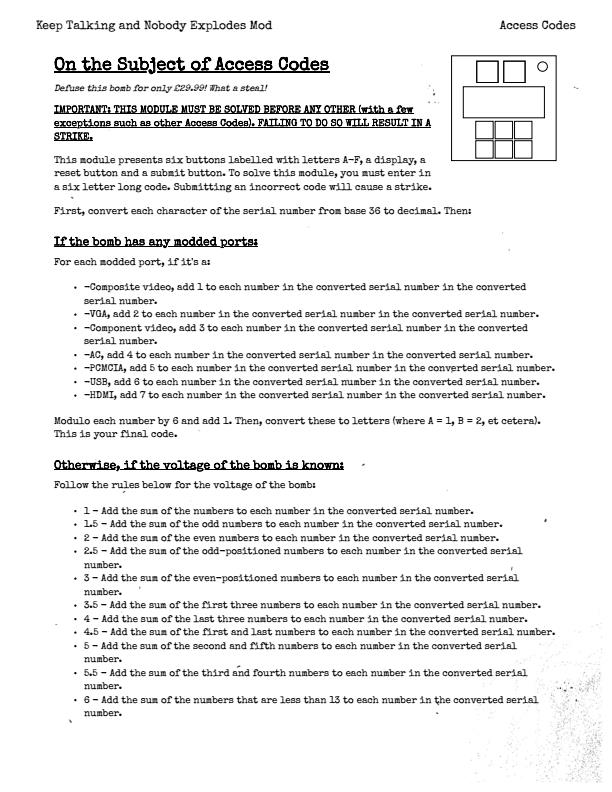 Keep Talking and Nobody Explodes Mod
Access Codes
On the Subject of Access Codes
Defuse this bomb for only £29.99! What a steal!
IMPORTANT: THIS MODULE MUST BE SOLVED BEFORE ANY OTHER (with a few
exceptions such as other Access Codes). FAILING TO DO SO WILL RESULT IN A
STRIKE.
This module presents six buttons labelled with letters A-F, a display, a
reset button and a submit button. To solve this module, you must enter in
a six letter long code. Submitting an incorrect code will cause a strike.
First, convert each character of the serial number from base 36 to decimal. Then:
If the bomb has any modded ports:
For each modded port, if it's a:
• -Composite video, add 1 to each number in the converted serial number in the converted
serial number.
• -VGA, add 2 to each number in the converted serial number in the converted serial number.
• -Component video, add 3 to each number in the converted serial number in the converted
serial number.
• -AC, add 4 to each number in the converted serial number in the converted serial number.
• -PCMCIA, add 5 to each number in the converted serial number in the converted serial number.
• -USB, add 6 to each number in the converted serial number in the converted serial number.
• -HDMI, add 7 to each number in the converted serial number in the converted serial number.
Modulo each number by 6 and add 1. Then, convert these to letters (where A = 1, B = 2, et cetera).
This is your final code.
Otherwise, if the voltage of the bomb is known:
Follow the rules below for the voltage of the bomb:
• 1 - Add the sum of the numbers to each number in the converted serial number.
• 1.5 - Add the sum of the odd numbers to each number in the converted serial number.
• 2 - Add the sum of the even numbers to each number in the converted serial number.
• 2.5 - Add the sum of the odd-positioned numbers to each number in the converted serial
number.
• 3 - Add the sum of the even-positioned numbers to each number in the converted serial
number.
• 3.5 - Add the sum of the first three numbers to each number in the converted serial number.
• 4 - Add the sum of the last three numbers to each number in the converted serial number.
• 4.5 - Add the sum of the first and last numbers to each number in the converted serial number.
• 5 - Add the sum of the second and fifth numbers to each number in the converted serial
number.
• 5.5 - Add the sum of the third and fourth numbers to each number in the converted serial
number.
• 6 - Add the sum of the numbers that are less than 13 to each number in the converted serial
number.